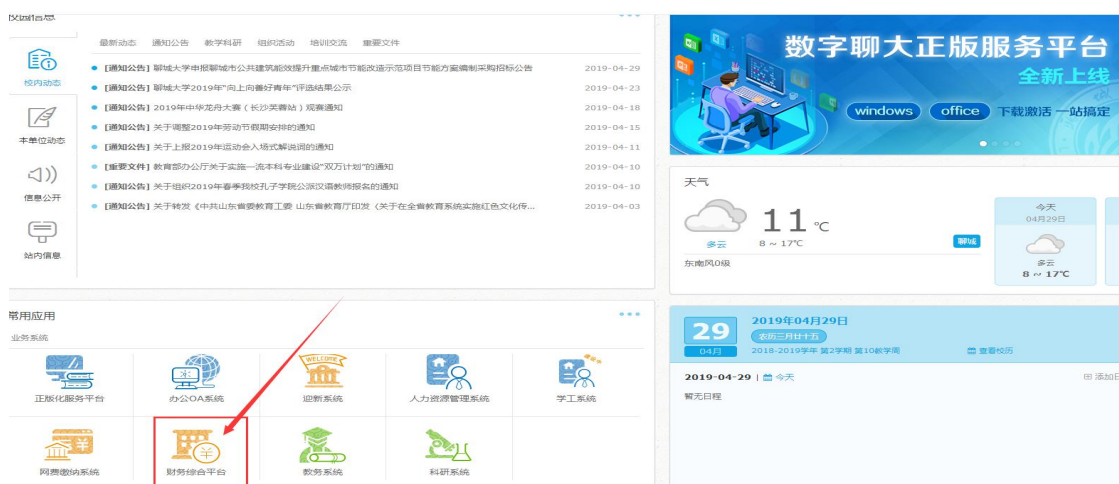 校园信息
最新动态 通知公告 教学科研 组织活动 培训交流 重要文件
校内动态
本单位动态
信息公开
站内信息
[通知公告] 聊城大学申报聊城市公共建筑能效提升重点城市节能改造示范项目节能方案编制采购招标公告 2019-04-29
[通知公告] 聊城大学2019年“向上向善好青年”评选结果公示 2019-04-23
[通知公告] 2019年中华龙舟大赛（长沙芙蓉站）观赛通知 2019-04-18
[通知公告] 关于调整2019年劳动节假期安排的通知 2019-04-15
[通知公告] 关于上报2019年运动会入场式解说词的通知 2019-04-11
[重要文件] 教育部办公厅关于实施一流本科专业建设“双万计划”的通知 2019-04-10
[通知公告] 关于组织2019年春季我校孔子学院公派汉语教师报名的通知 2019-04-10
[通知公告] 关于转发《中共山东省委教育工委 山东省教育厅印发〈关于在全省教育系统实施红色文化传... 2019-04-03
数字聊大正版服务平台
全新上线
windows office 下载激活 一站搞定
天气
11 ℃
多云 8 ~ 17℃
聊城
东南风0级
今天
04月29日
多云
8 ~ 17℃
常用应用
业务系统
WELCOME
正版化服务平台 办公OA系统 迎新系统 人力资源管理系统 学工系统
网费缴纳系统 财务综合平台 教务系统 科研系统
29
04月
2019年04月29日
农历三月廿十五
2018-2019学年 第2学期 第10教学周 查看校历
2019-04-29 | 今天 添加日
暂无日程